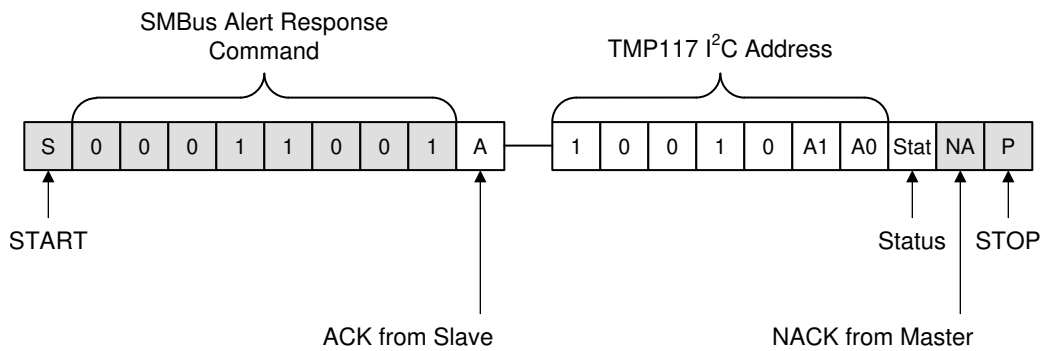 SMBus Alert Response
Command
TMP117 I²C Address
S 0 0 0 1 1 0 0 1 A 1 0 0 1 0 A1 A0 Stat NA P
START
Status
STOP
ACK from Slave
NACK from Master